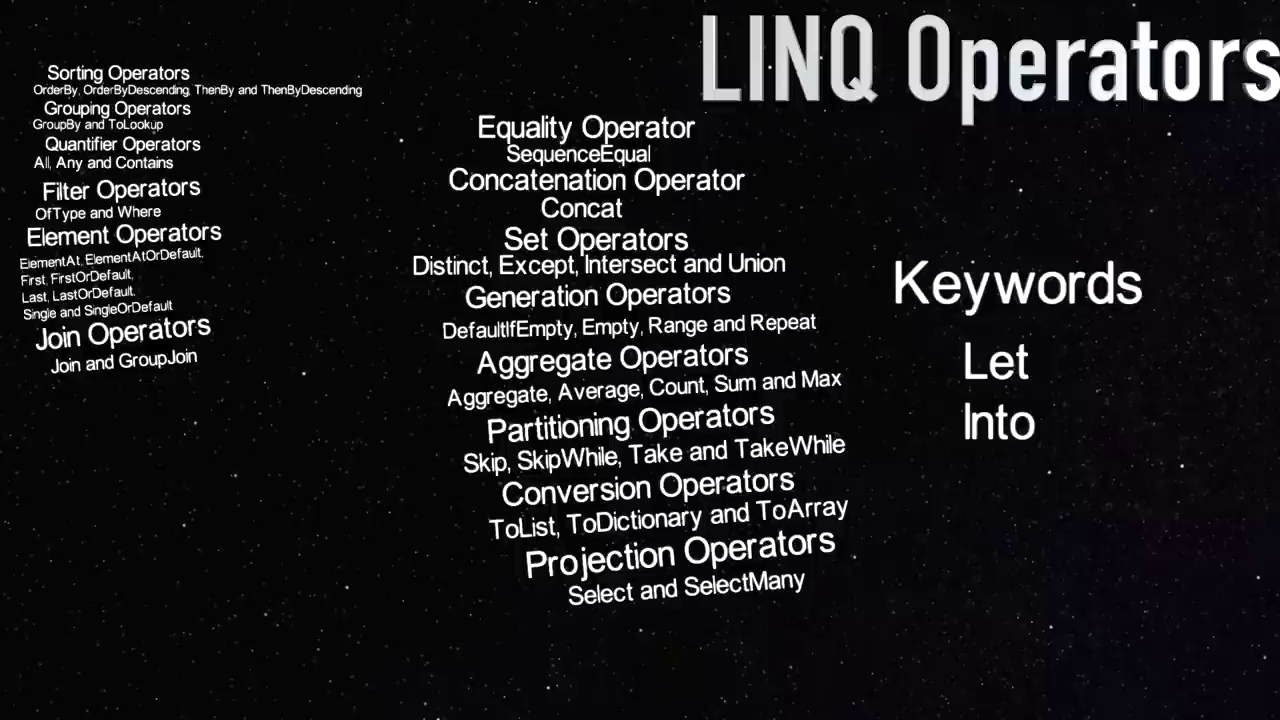 LINQ Operators
Sorting Operators
OrderBy, OrderByDescending, ThenBy and ThenByDescending
Grouping Operators
GroupBy and ToLookup
Quantifier Operators
All, Any and Contains
Filter Operators
OfType and Where
Element Operators
ElementAt, ElementAtOrDefault,
First, FirstOrDefault,
Last, LastOrDefault,
Single and SingleOrDefault
Join Operators
Join and GroupJoin
Equality Operator
SequenceEqual
Concatenation Operator
Concat
Set Operators
Distinct, Except, Intersect and Union
Generation Operators
DefaultIfEmpty, Empty, Range and Repeat
Aggregate Operators
Aggregate, Average, Count, Sum and Max
Partitioning Operators
Skip, SkipWhile, Take and TakeWhile
Conversion Operators
ToList, ToDictionary and ToArray
Projection Operators
Select and SelectMany
Keywords
Let
Into